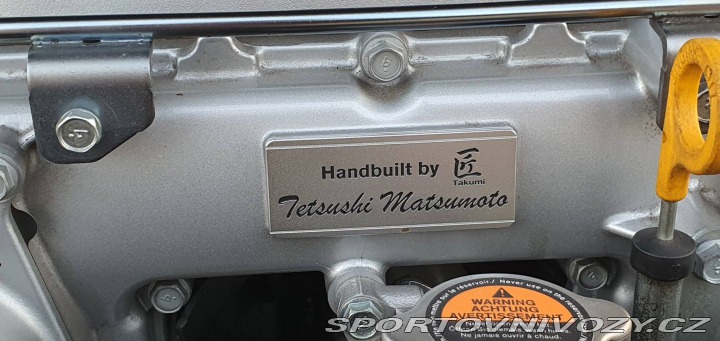 Handbuilt by 匠
Takumi
Tetsushi Matsumoto
WARNING
ACHTUNG
AVERTISSEMENT
SPORTOVNIVOZY.CZ